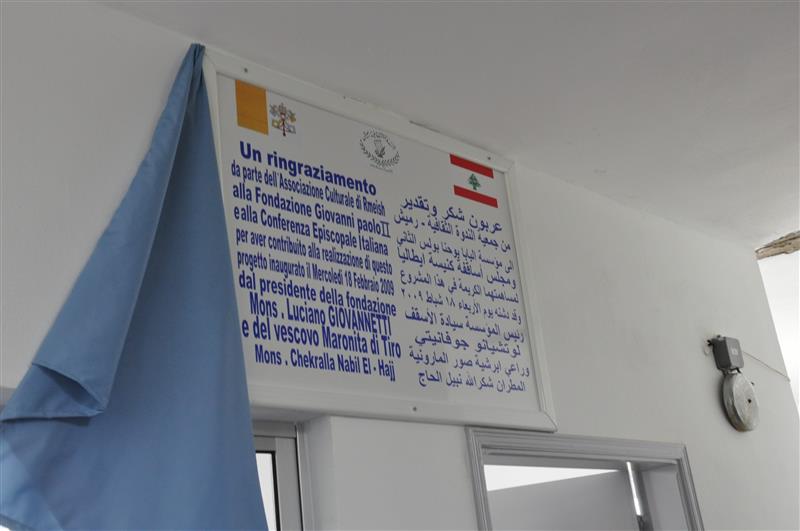 Un ringraziamento
da parte dell'Associazione Culturale di Rmeish
alla Fondazione Giovanni paolo II
e alla Conferenza Episcopale Italiana
per aver contribuito alla realizzazione di questo
progetto inaugurato il Mercoledi 18 Febbraio 2009
dal presidente della fondazione
Mons . Luciano GIOVANNETTI
e del vescovo Maronita di Tiro
Mons . Chekralla Nabil El - Hajj
عربون شكر وتقدير
من جمعية الندوة الثقافية - رميش
الى مؤسسة البابا يوحنا بولس الثاني
ومجلس أساقفة كنيسة ايطاليا
لمساهمتهما الكريمة في هذا المشروع
وقد دشنه يوم الاربعاء ١٨ شباط ٢٠٠٩
رئيس المؤسسة سيادة الأسقف
لوتشيانو جوفانيتي
وراعي ابرشية صور المارونية
المطران شكرالله نبيل الحاج